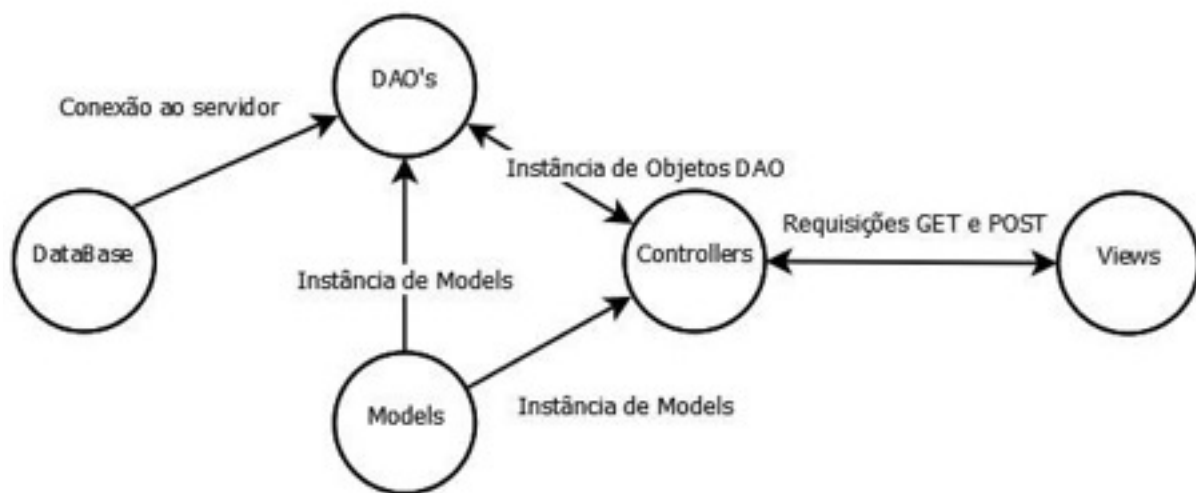 DAO's
Conexão ao servidor
Instância de Objetos DAO
Requisições GET e POST
DataBase
Controllers
Views
Instância de Models
Models
Instância de Models